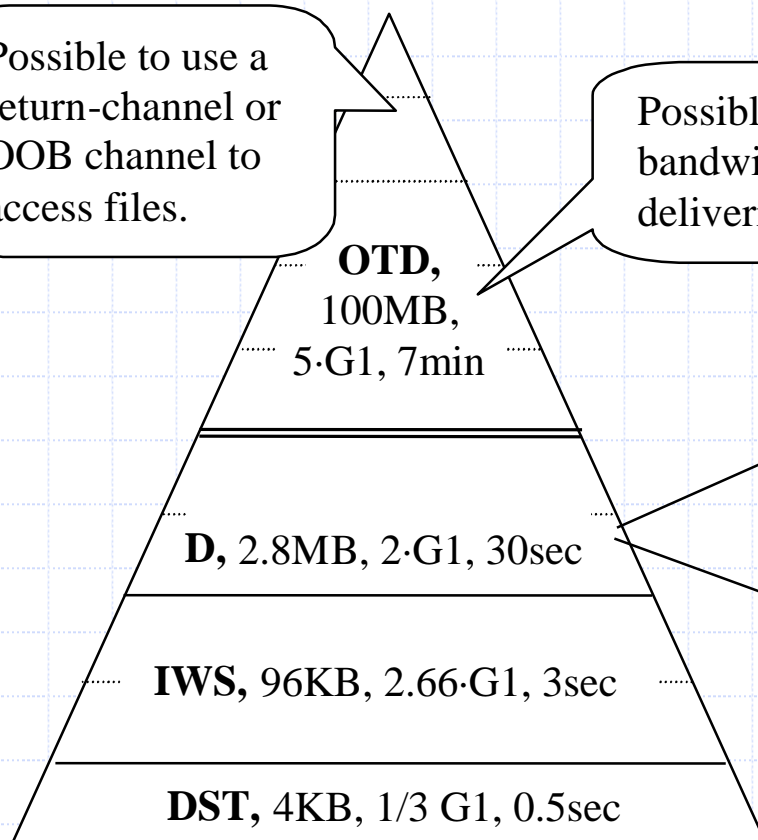 Possible to use a
return-channel or
OOB channel to
access files.
OTD,
100MB,
5·G1, 7min
D, 2.8MB, 2·G1, 30sec
IWS, 96KB, 2.66·G1, 3sec
DST, 4KB, 1/3 G1, 0.5sec